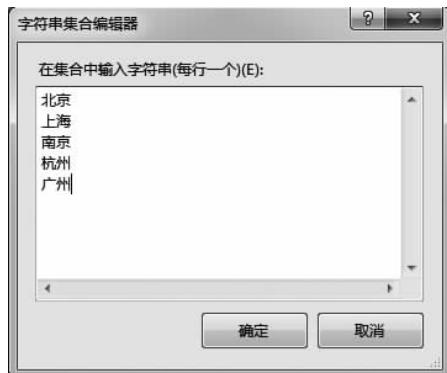 字符串集合编辑器
在集合中输入字符串(每行一个)(E):
北京
上海
南京
杭州
广州
确定
取消